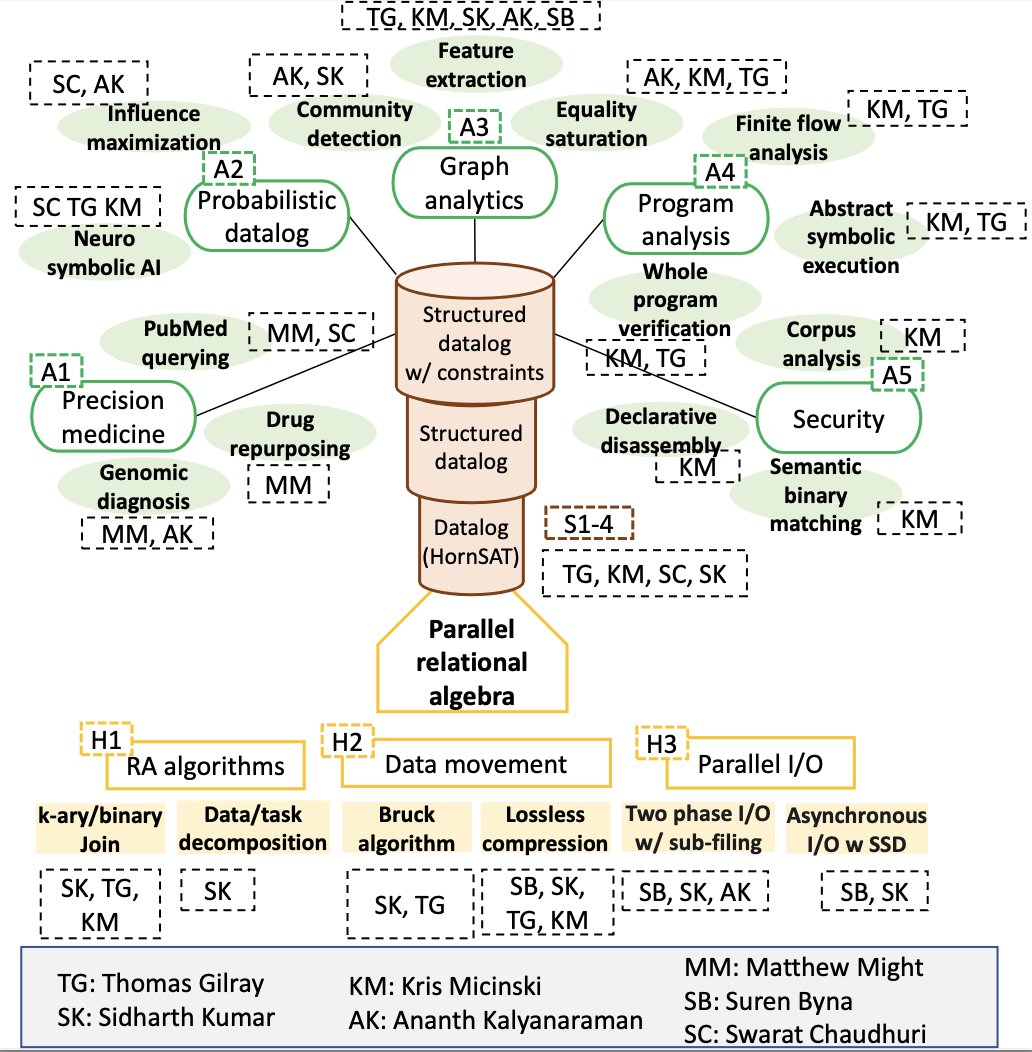 TG, KM, SK, AK, SB
Feature
extraction
SC, AK
Influence
maximization
AK, SK
Community
detection
A3
Graph
analytics
AK, KM, TG
Equality
saturation
KM, TG
Finite flow
analysis
A2
Probabilistic
datalog
A4
Program
analysis
SC TG KM
Neuro
symbolic AI
Abstract
symbolic
execution
KM, TG
Whole
program
verification
KM, TG
PubMed
querying
MM, SC
Structured
datalog
w/ constraints
Corpus
analysis
KM
A1
Precision
medicine
A5
Security
Drug
repurposing
MM
Genomic
diagnosis
MM, AK
Structured
datalog
Declarative
disassembly
KM
Semantic
binary
matching
KM
Datalog
(HornSAT)
S1-4
TG, KM, SC, SK
Parallel
relational
algebra
H1
RA algorithms
H2
Data movement
H3
Parallel I/O
k-ary/binary
Join
Data/task
decomposition
Bruck
algorithm
Lossless
compression
Two phase I/O
w/ sub-filing
Asynchronous
I/O w SSD
SK, TG,
KM
SK
SK, TG
SB, SK,
TG, KM
SB, SK, AK
SB, SK
TG: Thomas Gilray
SK: Sidharth Kumar
KM: Kris Micinski
AK: Ananth Kalyanaraman
MM: Matthew Might
SB: Suren Byna
SC: Swarat Chaudhuri